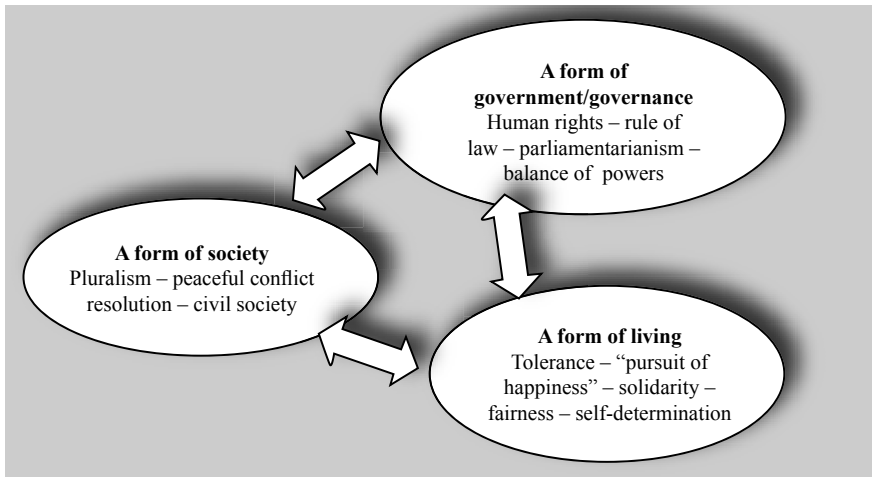 A form of
government/governance
Human rights – rule of
law – parliamentarianism –
balance of powers
A form of society
Pluralism – peaceful conflict
resolution – civil society
A form of living
Tolerance – “pursuit of
happiness” – solidarity –
fairness – self-determination